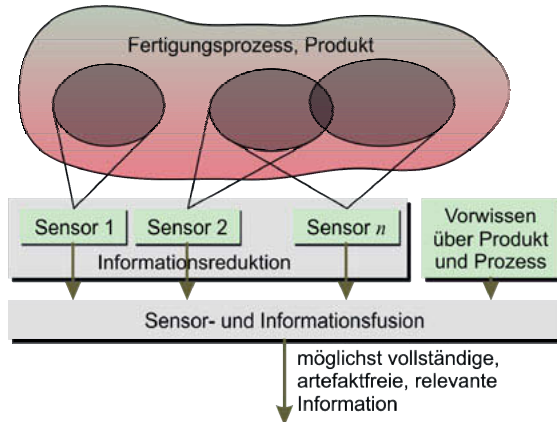 Fertigungsprozess, Produkt
Sensor 1
Sensor 2
Sensor n
Informationsreduktion
Vorwissen
über Produkt
und Prozess
Sensor- und Informationsfusion
möglichst vollständige,
artefaktfreie, relevante
Information